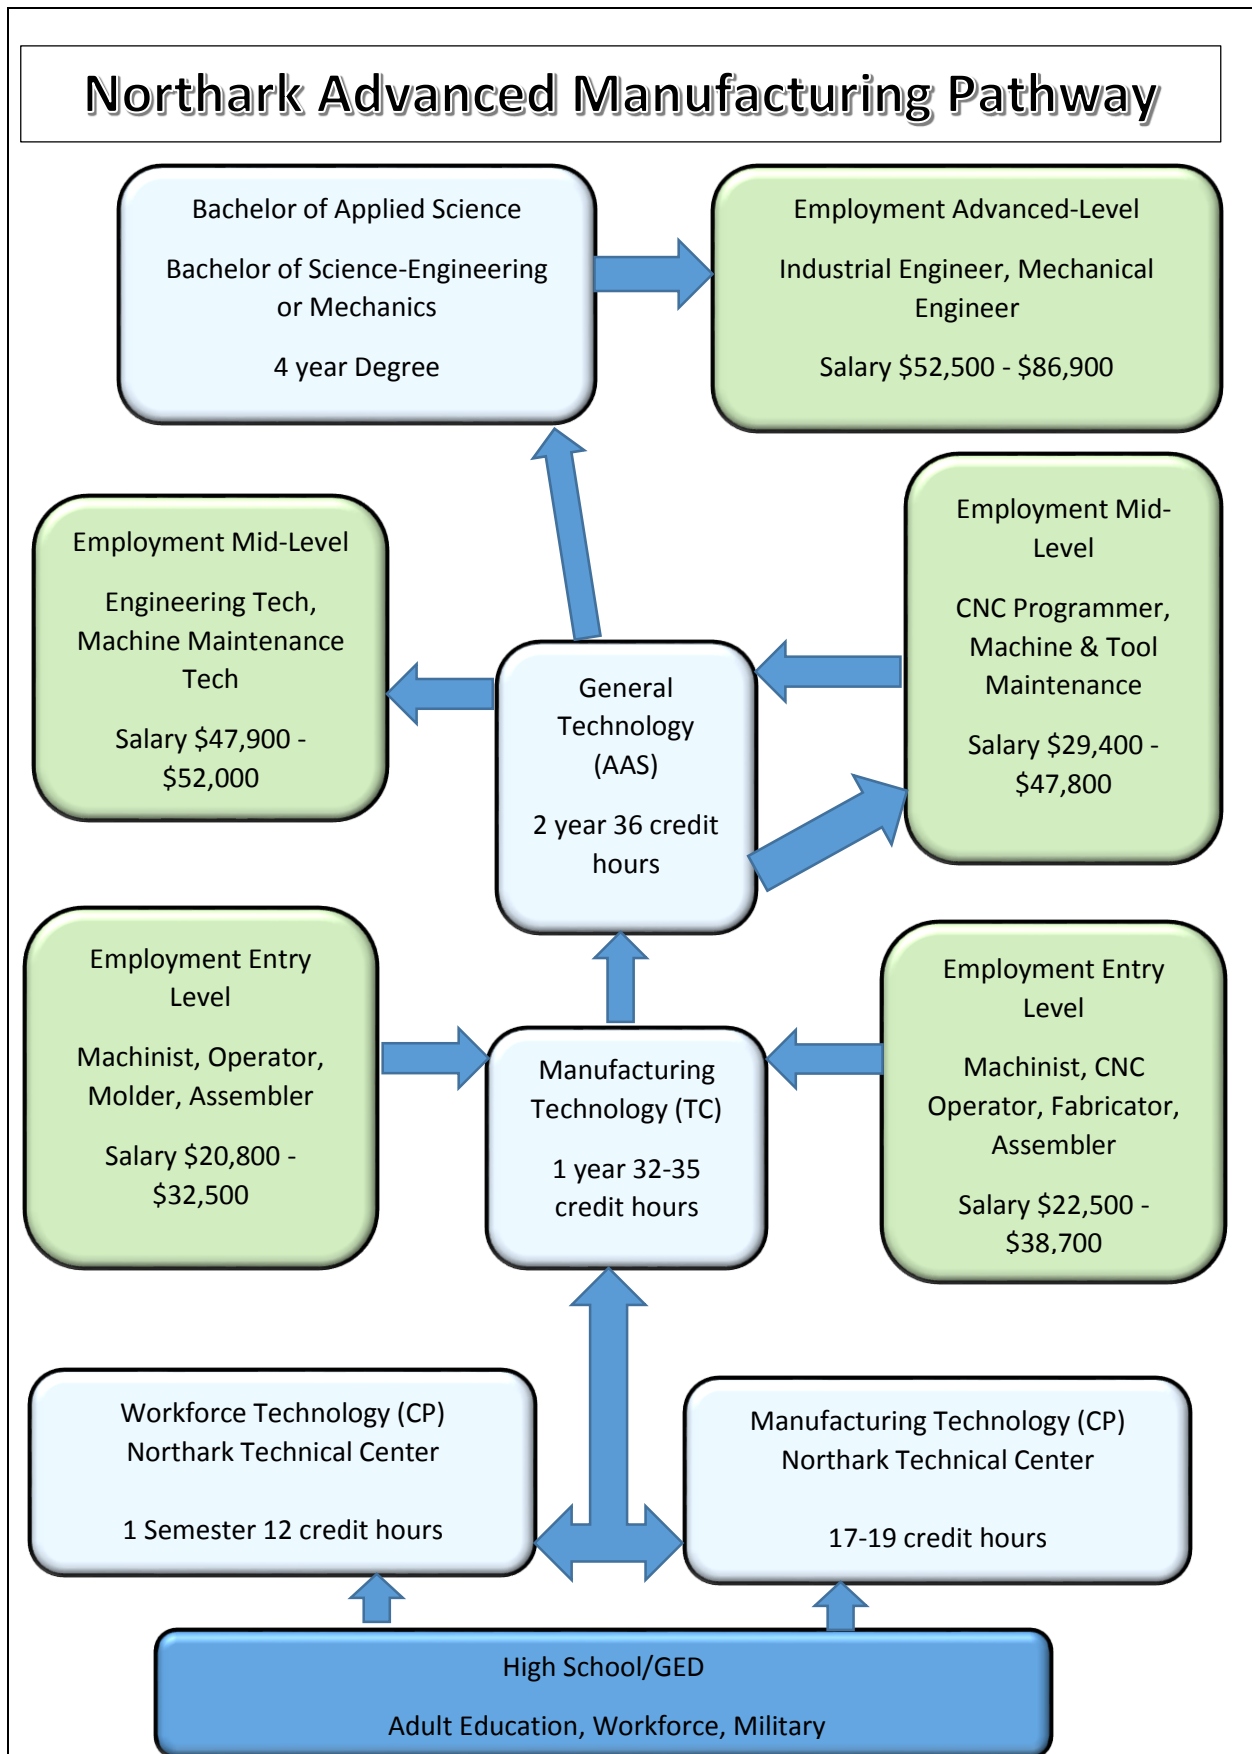 Northark Advanced Manufacturing Pathway
Bachelor of Applied Science
Bachelor of Science-Engineering
or Mechanics
4 year Degree
Employment Advanced-Level
Industrial Engineer, Mechanical
Engineer
Salary $52,500 - $86,900
Employment Mid-Level
Engineering Tech,
Machine Maintenance
Tech
Salary $47,900 -
$52,000
General
Technology
(AAS)
2 year 36 credit
hours
Employment Mid-
Level
CNC Programmer,
Machine & Tool
Maintenance
Salary $29,400 -
$47,800
Employment Entry
Level
Machinist, Operator,
Molder, Assembler
Salary $20,800 -
$32,500
Manufacturing
Technology (TC)
1 year 32-35
credit hours
Employment Entry
Level
Machinist, CNC
Operator, Fabricator,
Assembler
Salary $22,500 -
$38,700
Workforce Technology (CP)
Northark Technical Center
1 Semester 12 credit hours
Manufacturing Technology (CP)
Northark Technical Center
17-19 credit hours
High School/GED
Adult Education, Workforce, Military